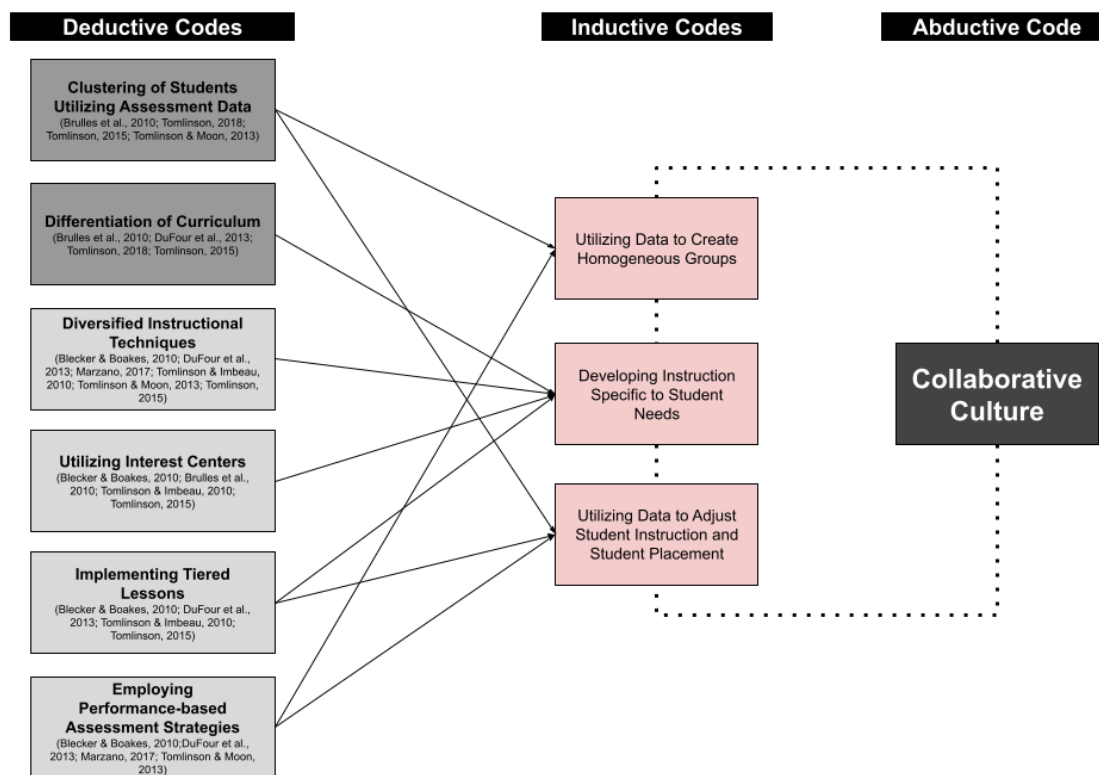 Deductive Codes
Inductive Codes
Abductive Code
Clustering of Students
Utilizing Assessment Data
(Brulles et al., 2010; Tomlinson, 2018;
Tomlinson, 2015; Tomlinson & Moon, 2013)
Differentiation of Curriculum
(Brulles et al., 2010; DuFour et al., 2013;
Tomlinson, 2018; Tomlinson, 2015)
Diversified Instructional
Techniques
(Blecker & Boakes, 2010; DuFour et al.,
2013; Marzano, 2017; Tomlinson & Imbeau,
2010; Tomlinson & Moon, 2013; Tomlinson,
2015)
Utilizing Interest Centers
(Blecker & Boakes, 2010; Brulles et al.,
2010; Tomlinson & Imbeau, 2010;
Tomlinson, 2015)
Implementing Tiered
Lessons
(Blecker & Boakes, 2010; DuFour et al.,
2013; Tomlinson & Imbeau, 2010;
Tomlinson, 2015)
Employing
Performance-based
Assessment Strategies
(Blecker & Boakes, 2010;DuFour et al.,
2013; Marzano, 2017; Tomlinson & Moon,
2013)
Utilizing Data to Create
Homogeneous Groups
Developing Instruction
Specific to Student
Needs
Utilizing Data to Adjust
Student Instruction and
Student Placement
Collaborative
Culture